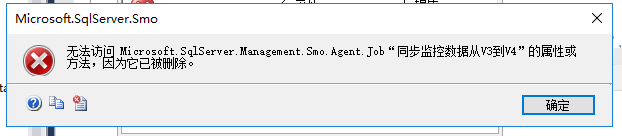 Microsoft.SqlServer.Smo
无法访问 Microsoft.SqlServer.Management.Smo.Agent.Job“同步监控数据从V3到V4”的属性或
方法，因为它已被删除。
确定